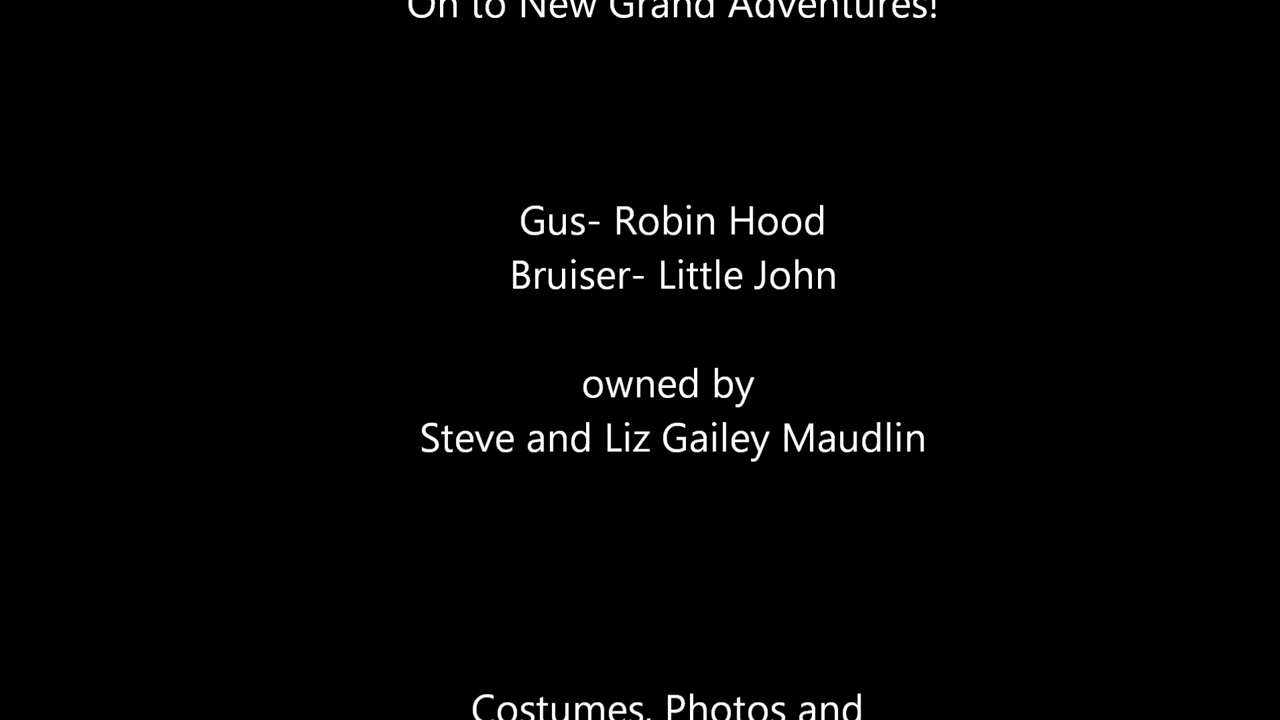 On to New Grand Adventures!
Gus- Robin Hood
Bruiser- Little John
owned by
Steve and Liz Gailey Maudlin
Costumes, Photos and